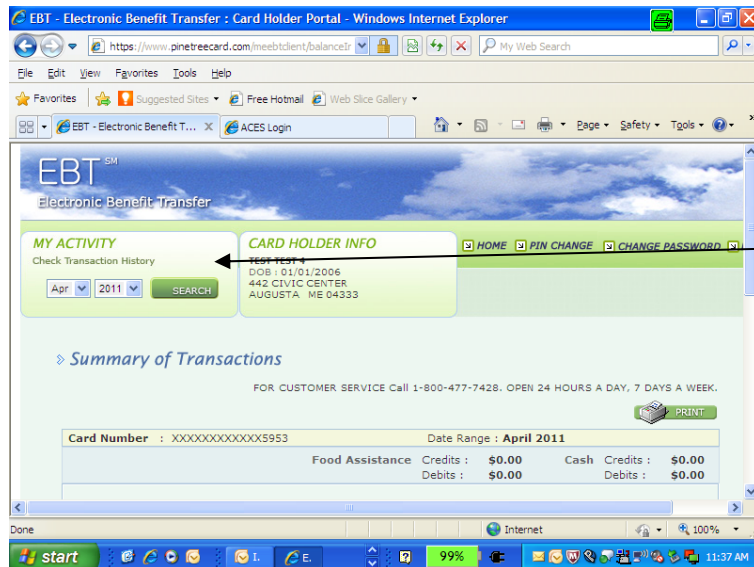 EBT - Electronic Benefit Transfer : Card Holder Portal - Windows Internet Explorer
https://www.pinetreecard.com/meebtclient/balanceIr
My Web Search
File Edit View Favorites Tools Help
Favorites Suggested Sites Free Hotmail Web Slice Gallery
EBT - Electronic Benefit T... X ACES Login Page Safety Tools
EBT SM
Electronic Benefit Transfer
MY ACTIVITY
Check Transaction History
Apr 2011 SEARCH
CARD HOLDER INFO
TEST TEST 4
DOB : 01/01/2006
442 CIVIC CENTER
AUGUSTA ME 04333
HOME PIN CHANGE CHANGE PASSWORD
» Summary of Transactions
FOR CUSTOMER SERVICE Call 1-800-477-7428. OPEN 24 HOURS A DAY, 7 DAYS A WEEK.
PRINT
Card Number : XXXXXXXXXXXX5953 Date Range : April 2011
Food Assistance Credits : $0.00 Cash Credits : $0.00
Debits : $0.00 Debits : $0.00
Done Internet 100%
start I. E. 99% 11:37 AM